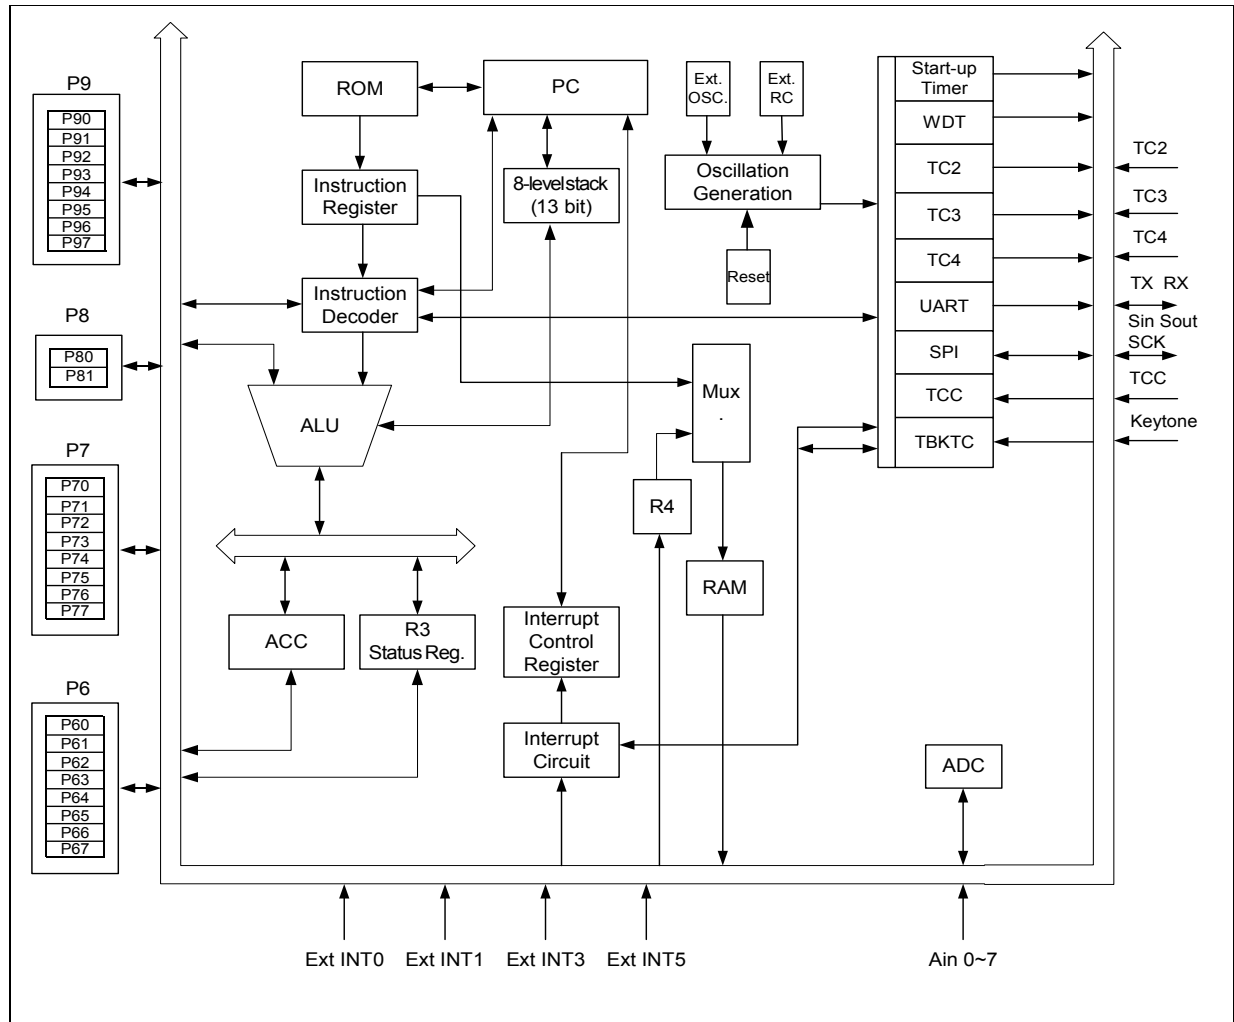 P9
P90
P91
P92
P93
P94
P95
P96
P97
P8
P80
P81
P7
P70
P71
P72
P73
P74
P75
P76
P77
P6
P60
P61
P62
P63
P64
P65
P66
P67
ROM
PC
Instruction
Register
8-levelstack
(13 bit)
Instruction
Decoder
ALU
ACC
R3
Status Reg.
Interrupt
Control
Register
Interrupt
Circuit
Ext.
OSC.
Ext.
RC
Oscillation
Generation
Reset
Mux
.
R4
RAM
Start-up
Timer
WDT
TC2
TC3
TC4
UART
SPI
TCC
TBKTC
ADC
TC2
TC3
TC4
TX RX
Sin Sout
SCK
TCC
Keytone
Ext INT0
Ext INT1
Ext INT3
Ext INT5
Ain 0~7